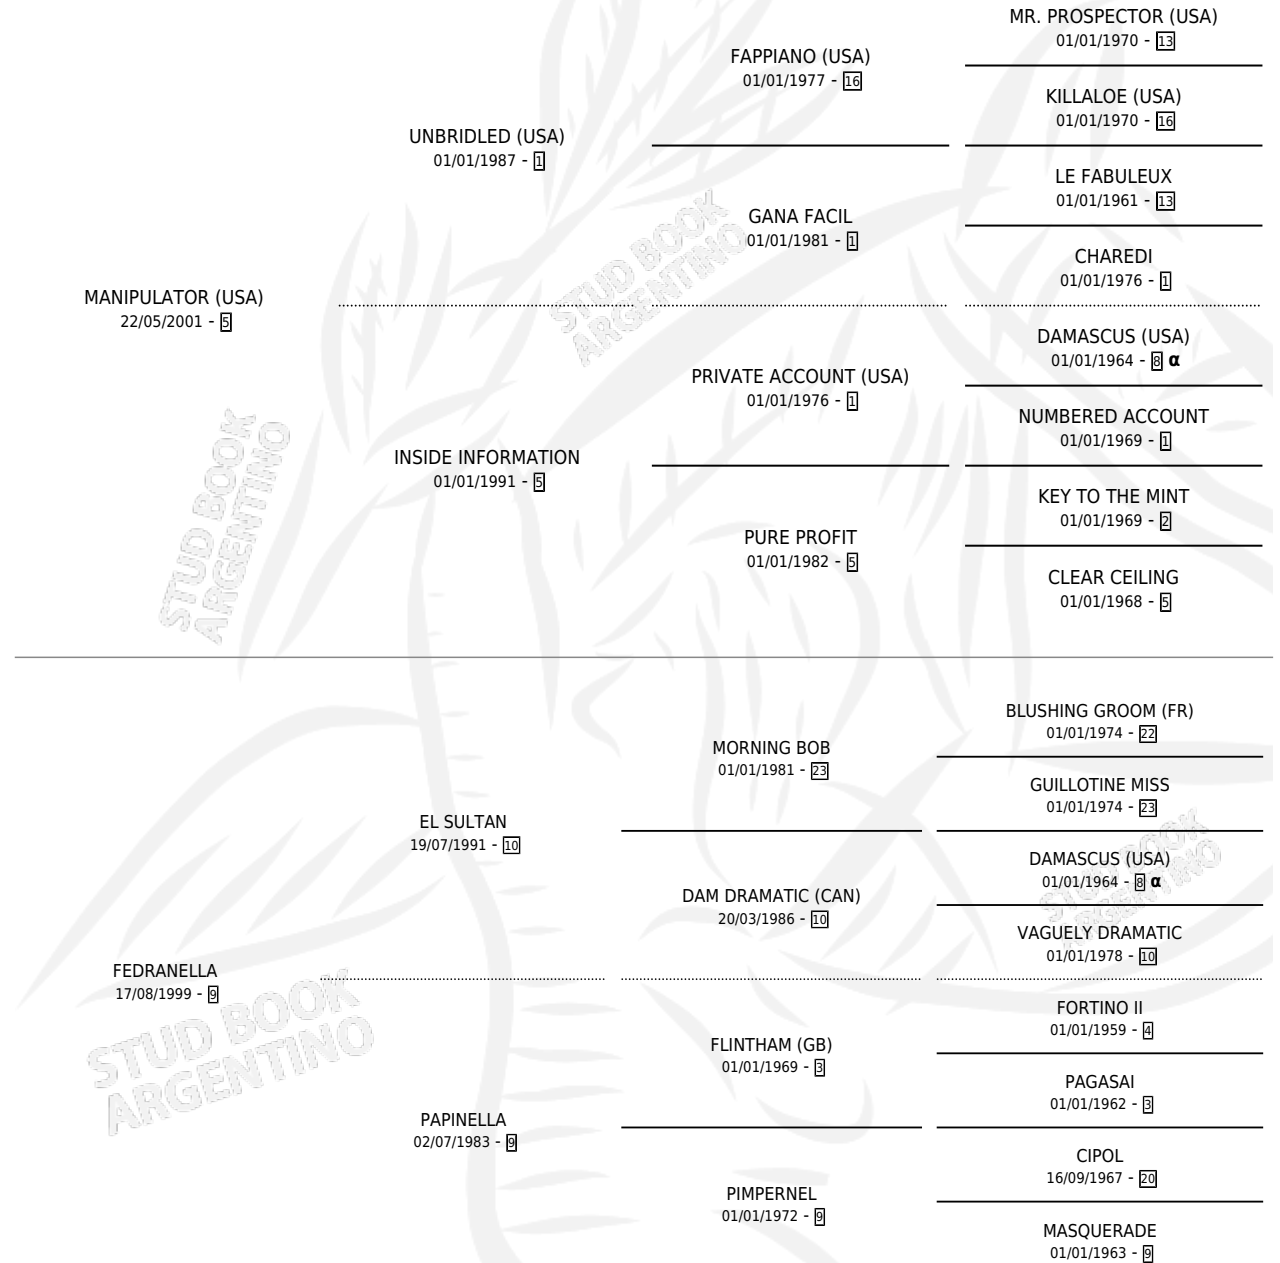 MR. PROSPECTOR (USA)
01/01/1970 - 13
FAPPIANO (USA)
01/01/1977 - 16
KILLALOE (USA)
01/01/1970 - 16
UNBRIDLED (USA)
01/01/1987 - 1
LE FABULEUX
01/01/1961 - 13
GANA FACIL
01/01/1981 - 1
CHAREDI
01/01/1976 - 1
MANIPULATOR (USA)
22/05/2001 - 5
STUD BOOK
ARGENTINO
DAMASCUS (USA)
01/01/1964 - 8 α
PRIVATE ACCOUNT (USA)
01/01/1976 - 1
NUMBERED ACCOUNT
01/01/1969 - 1
INSIDE INFORMATION
01/01/1991 - 5
KEY TO THE MINT
01/01/1969 - 2
PURE PROFIT
01/01/1982 - 5
CLEAR CEILING
01/01/1968 - 5
STUD BOOK
ARGENTINO
BLUSHING GROOM (FR)
01/01/1974 - 22
MORNING BOB
01/01/1981 - 23
GUILLOTINE MISS
01/01/1974 - 23
EL SULTAN
19/07/1991 - 10
DAMASCUS (USA)
01/01/1964 - 8 α
DAM DRAMATIC (CAN)
20/03/1986 - 10
VAGUELY DRAMATIC
01/01/1978 - 10
STUD BOOK
ARGENTINO
FEDRANELLA
17/08/1999 - 9
FORTINO II
01/01/1959 - 4
FLINTHAM (GB)
01/01/1969 - 3
PAGASAI
01/01/1962 - 3
STUD BOOK
ARGENTINO
PAPINELLA
02/07/1983 - 9
CIPOL
16/09/1967 - 20
PIMPERNEL
01/01/1972 - 9
MASQUERADE
01/01/1963 - 9